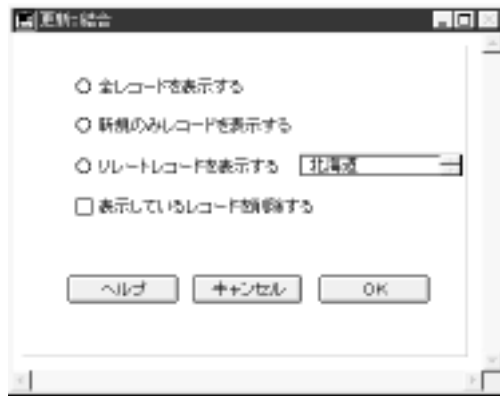 更新:結合
全レコードを表示する
新規のみレコードを表示する
リレートレコードを表示する 北海道
表示しているレコードを削除する
ヘルプ キャンセル OK